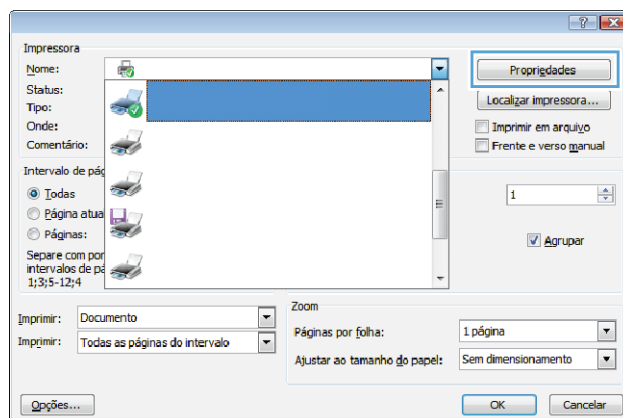 Impressora
Nome:
Propriedades
Status:
Tipo:
Localizar impressora...
Onde:
Imprimir em arquivo
Comentário:
Frente e verso manual
Intervalo de pág
Todas
1
Página atua
Páginas:
Agrupar
Separe com por
intervalos de pá
1;3;5-12;4
Zoom
Imprimir: Documento
Páginas por folha: 1 página
Imprimir: Todas as páginas do intervalo
Ajustar ao tamanho do papel: Sem dimensionamento
Opções...
OK
Cancelar